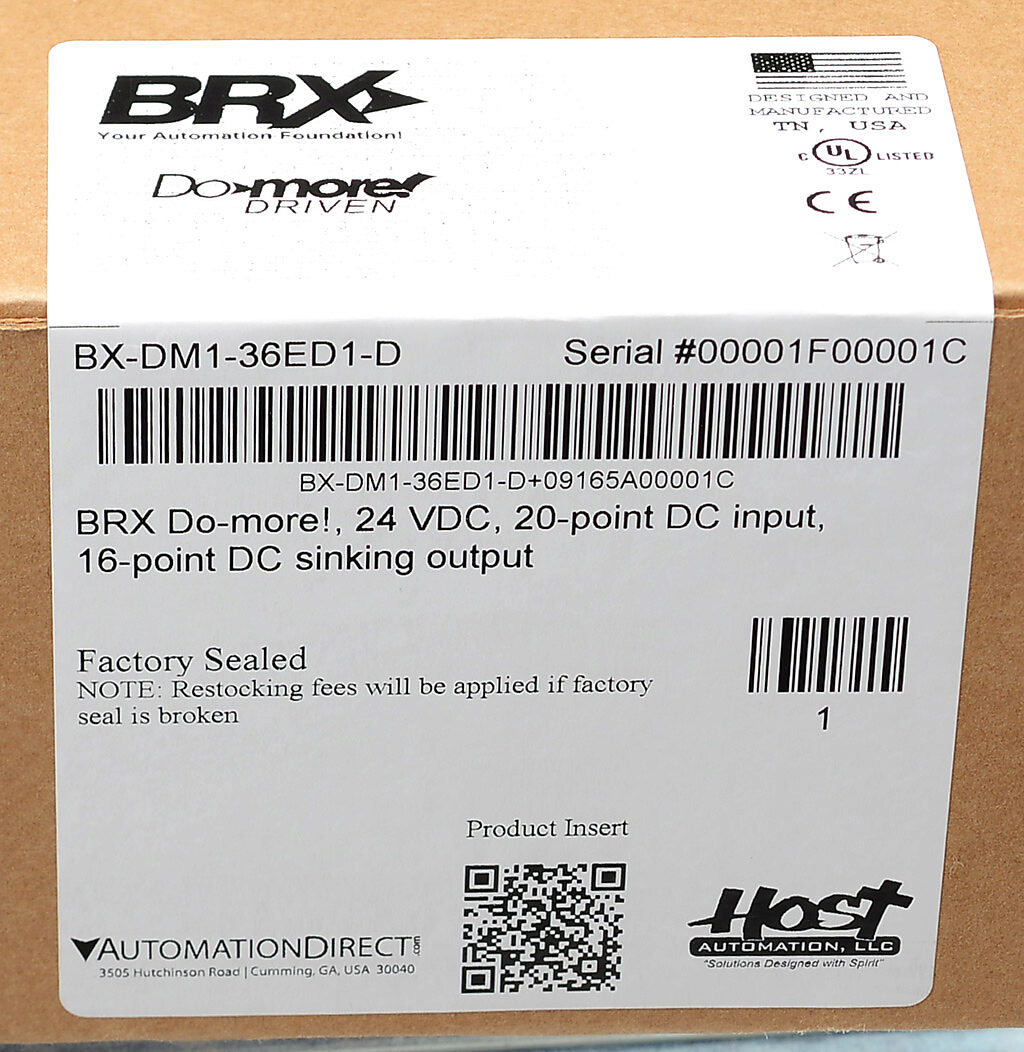 BRX
Your Automation Foundation!
Do-more!
DRIVEN
DESIGNED AND
MANUFACTURED
TN, USA
C UL LISTED
33ZL
CE
BX-DM1-36ED1-D Serial #00001F00001C
BX-DM1-36ED1-D+09165A00001C
BRX Do-more!, 24 VDC, 20-point DC input,
16-point DC sinking output
Factory Sealed
NOTE: Restocking fees will be applied if factory
seal is broken
1
Product Insert
AUTOMATIONDIRECT.com
3505 Hutchinson Road | Cumming, GA, USA 30040
HOST
AUTOMATION, LLC
"Solutions Designed with Spirit"